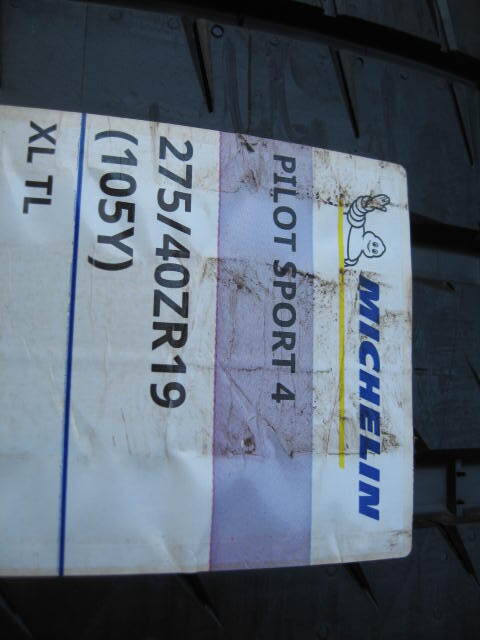 MICHELIN
PILOT SPORT 4
275/40ZR19
(105Y)
XL TL